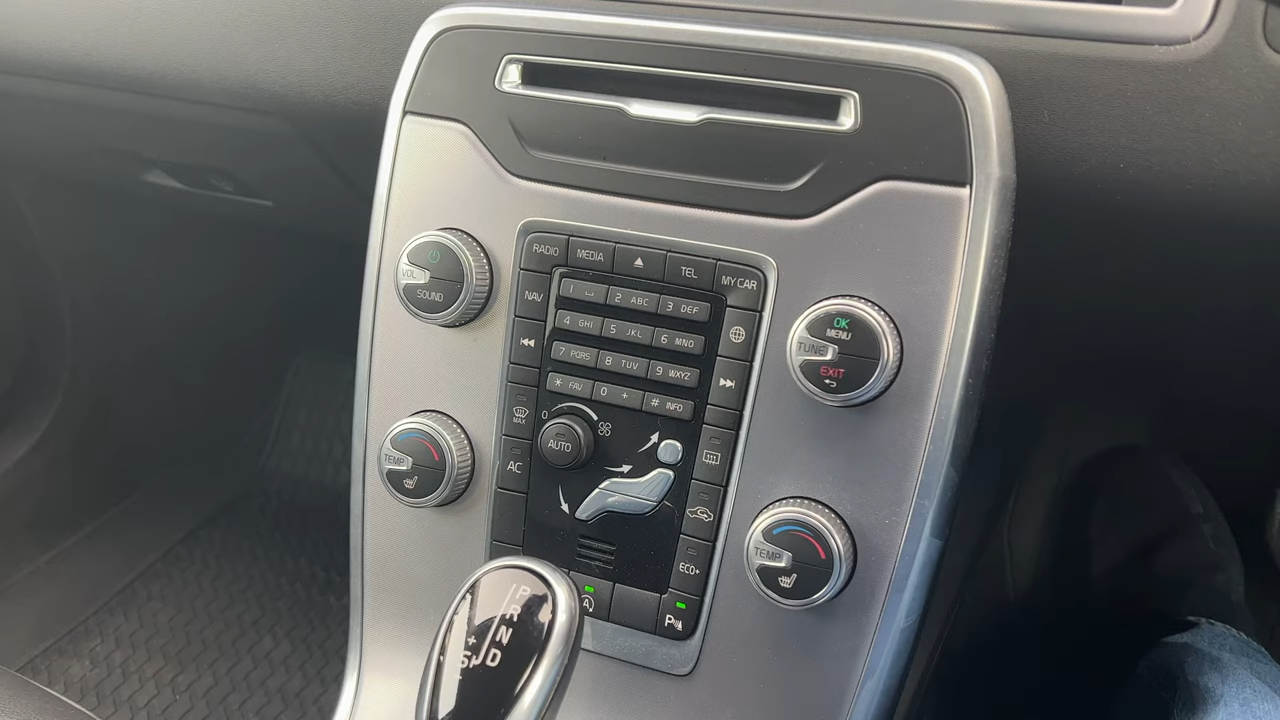 RADIO MEDIA TEL MY CAR
VOL
SOUND
NAV
1 2 ABC 3 DEF
4 GHI 5 JKL 6 MNO
7 PQRS 8 TUV 9 WXYZ
* FAV 0 + # INFO
OK
MENU
TUNE
EXIT
MAX
0
AUTO
AC
TEMP
TEMP
ECO+
A
P
P
R
N
D
+
S